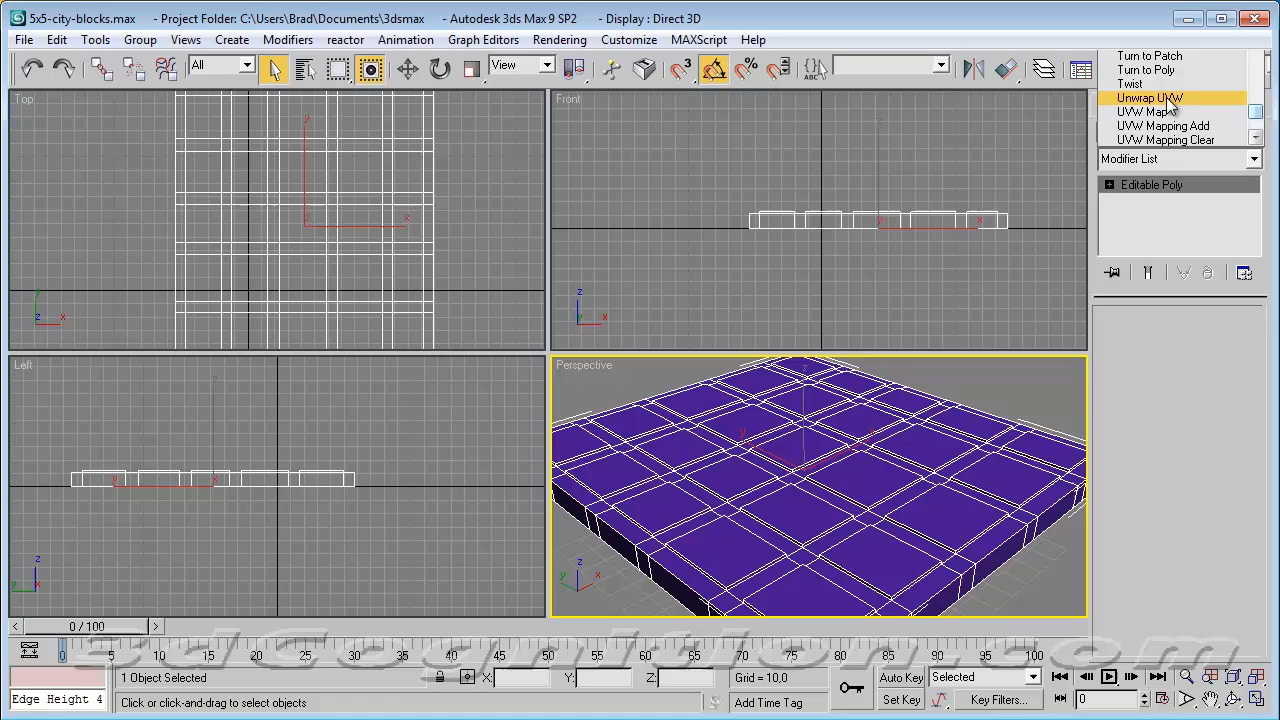 5x5-city-blocks.max - Project Folder: C:\Users\Brad\Documents\3dsmax - Autodesk 3ds Max 9 SP2 - Display : Direct 3D
File Edit Tools Group Views Create Modifiers reactor Animation Graph Editors Rendering Customize MAXScript Help
All
View
3
%
ABC
Turn to Patch
Turn to Poly
Twist
Unwrap UVW
UVW Map
UVW Mapping Add
UVW Mapping Clear
Modifier List
Editable Poly
Top
y
x
z
y
z
x
Front
z
y
x
z
y
x
Left
z
y
x
z
y
x
Perspective
z
y
x
z
y
x
< 0 / 100 >
0 5 10 15 20 25 30 35 40 45 50 55 60 65 70 75 80 85 90 95 100
3dCognition.com
1 Object Selected
X:
Y:
Z:
Grid = 10,0
Auto Key
Selected
Edge Height 4
Click or click-and-drag to select objects
Add Time Tag
Set Key
Key Filters...
0